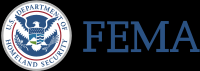 U.S. DEPARTMENT OF
HOMELAND SECURITY
FEMA